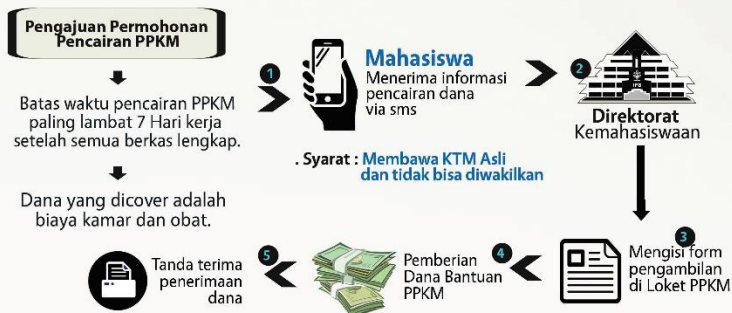 Pengajuan Permohonan
Pencairan PPKM
Batas waktu pencairan PPKM
paling lambat 7 Hari kerja
setelah semua berkas lengkap.
Dana yang dicover adalah
biaya kamar dan obat.
1
Mahasiswa
Menerima informasi
pencairan dana
via sms
. Syarat : Membawa KTM Asli
dan tidak bisa diwakilkan
2
IPB
Direktorat
Kemahasiswaan
3
Mengisi form
pengambilan
di Loket PPKM
4
Pemberian
Dana Bantuan
PPKM
5
Tanda terima
penerimaan
dana